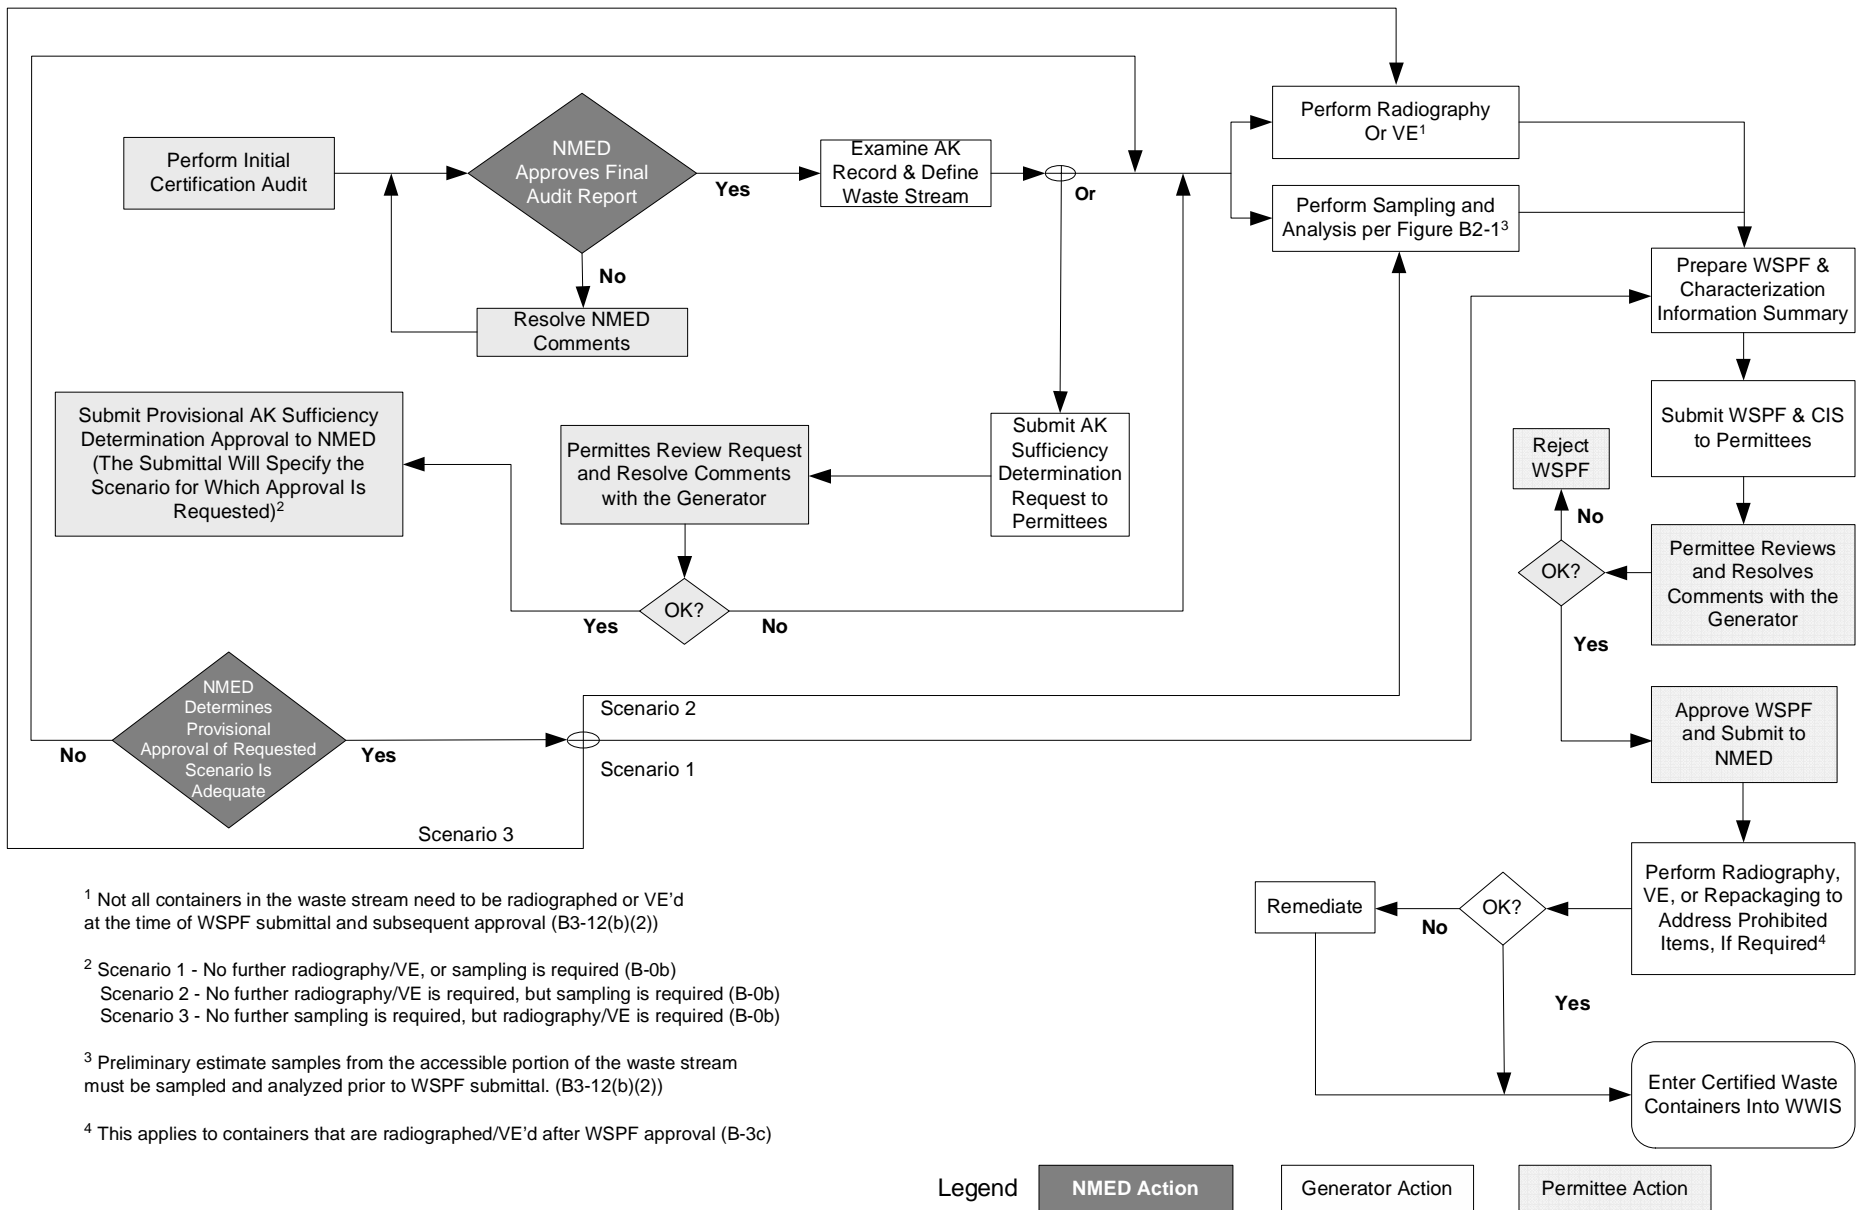 Perform Initial
Certification Audit
NMED
Approves Final
Audit Report
Yes
No
Resolve NMED
Comments
Examine AK
Record & Define
Waste Stream
Or
Perform Radiography
Or VE¹
Perform Sampling and
Analysis per Figure B2-1³
Prepare WSPF &
Characterization
Information Summary
Submit WSPF & CIS
to Permittees
Permittee Reviews
and Resolves
Comments with the
Generator
OK?
No
Reject
WSPF
Yes
Approve WSPF
and Submit to
NMED
Perform Radiography,
VE, or Repackaging to
Address Prohibited
Items, If Required⁴
OK?
No
Remediate
Yes
Enter Certified Waste
Containers Into WWIS
Submit AK
Sufficiency
Determination
Request to
Permittees
Permittes Review Request
and Resolve Comments
with the Generator
OK?
Yes
No
Submit Provisional AK Sufficiency
Determination Approval to NMED
(The Submittal Will Specify the
Scenario for Which Approval Is
Requested)²
NMED
Determines
Provisional
Approval of Requested
Scenario Is
Adequate
No
Yes
Scenario 2
Scenario 1
Scenario 3
¹ Not all containers in the waste stream need to be radiographed or VE’d
at the time of WSPF submittal and subsequent approval (B3-12(b)(2))
² Scenario 1 - No further radiography/VE, or sampling is required (B-0b)
Scenario 2 - No further radiography/VE is required, but sampling is required (B-0b)
Scenario 3 - No further sampling is required, but radiography/VE is required (B-0b)
³ Preliminary estimate samples from the accessible portion of the waste stream
must be sampled and analyzed prior to WSPF submittal. (B3-12(b)(2))
⁴ This applies to containers that are radiographed/VE’d after WSPF approval (B-3c)
Legend
NMED Action
Generator Action
Permittee Action